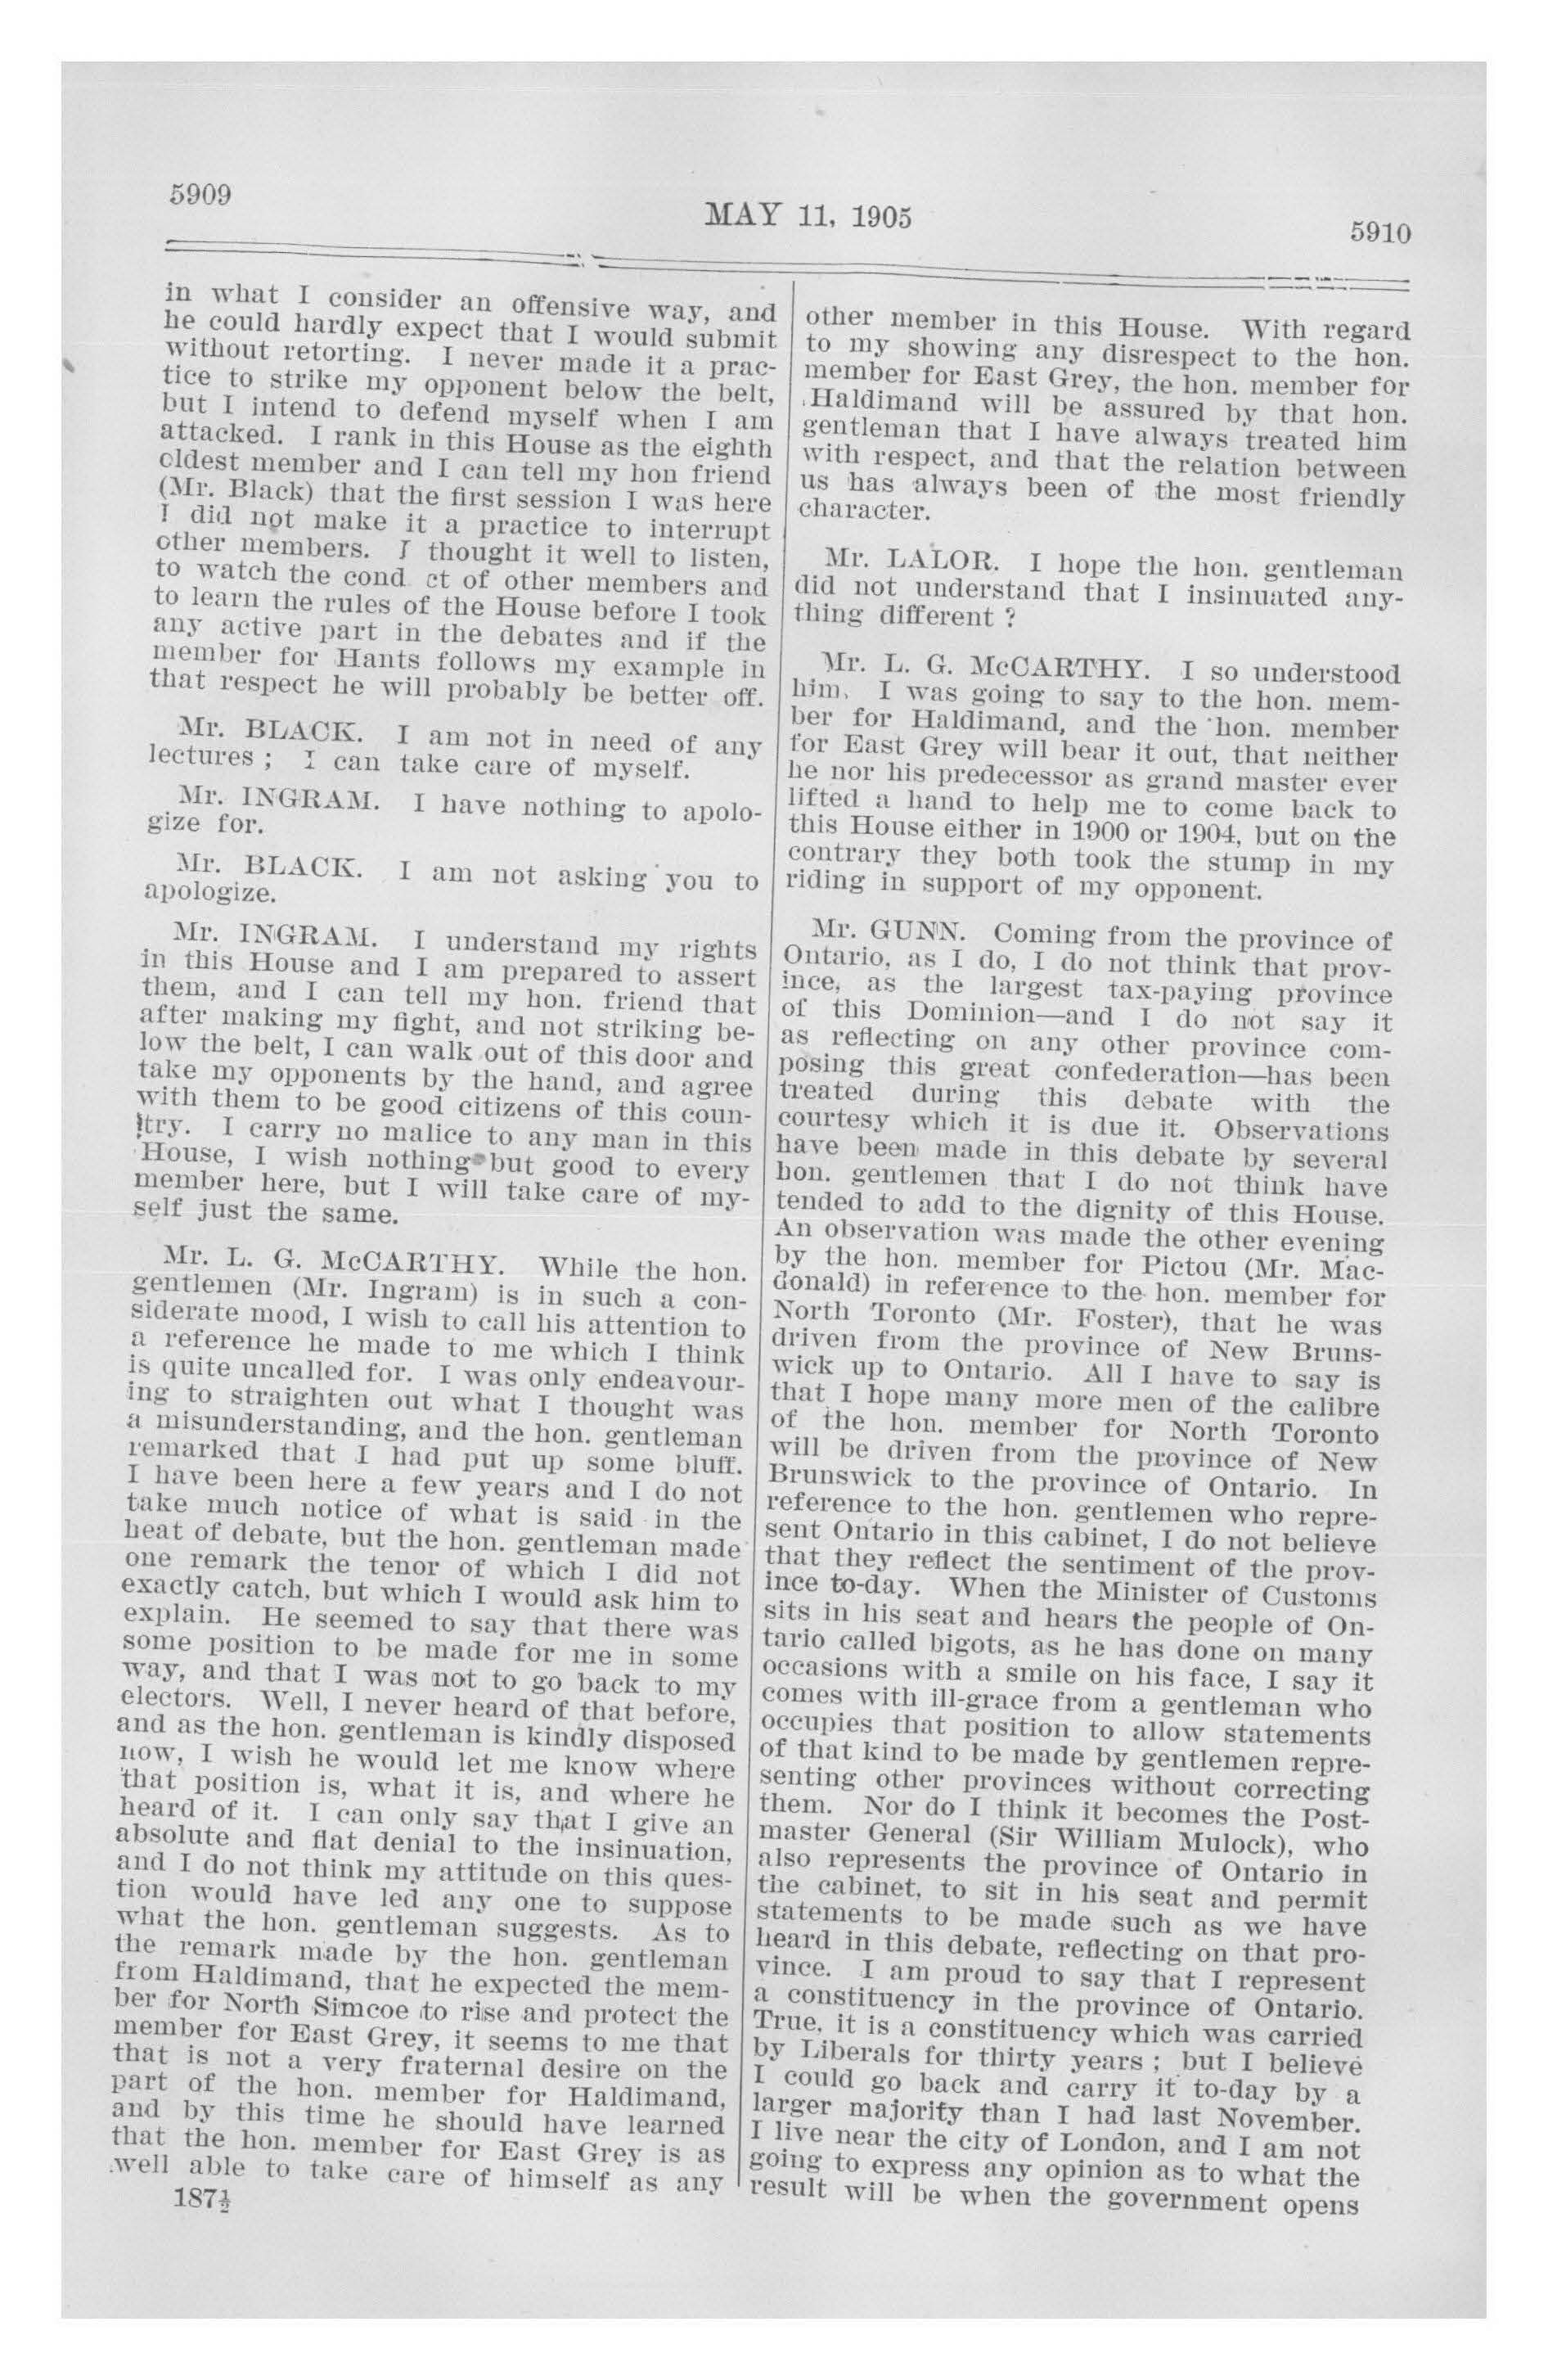 5909
MAY 11, 1905
5910
in what I consider an offensive way, and
he could hardly expect that I would submit
without retorting. I never made it a prac-
tice to strike my opponent below the belt,
but I intend to defend myself when I am
attacked. I rank in this House as the eighth
oldest member and I can tell my hon friend
(Mr. Black) that the first session I was here
I did not make it a practice to interrupt
other members. I thought it well to listen,
to watch the cond ct of other members and
to learn the rules of the House before I took
any active part in the debates and if the
member for Hants follows my example in
that respect he will probably be better off.
Mr. BLACK. I am not in need of any
lectures ; I can take care of myself.
Mr. INGRAM. I have nothing to apolo-
gize for.
Mr. BLACK. I am not asking you to
apologize.
Mr. INGRAM. I understand my rights
in this House and I am prepared to assert
them, and I can tell my hon. friend that
after making my fight, and not striking be-
low the belt, I can walk out of this door and
take my opponents by the hand, and agree
with them to be good citizens of this coun-
try. I carry no malice to any man in this
House, I wish nothing but good to every
member here, but I will take care of my-
self just the same.
Mr. L. G. McCARTHY. While the hon.
gentlemen (Mr. Ingram) is in such a con-
siderate mood, I wish to call his attention to
a reference he made to me which I think
is quite uncalled for. I was only endeavour-
ing to straighten out what I thought was
a misunderstanding, and the hon. gentleman
remarked that I had put up some bluff.
I have been here a few years and I do not
take much notice of what is said in the
heat of debate, but the hon. gentleman made
one remark the tenor of which I did not
exactly catch, but which I would ask him to
explain. He seemed to say that there was
some position to be made for me in some
way, and that I was not to go back to my
electors. Well, I never heard of that before,
and as the hon. gentleman is kindly disposed
now, I wish he would let me know where
that position is, what it is, and where he
heard of it. I can only say that I give an
absolute and flat denial to the insinuation,
and I do not think my attitude on this ques-
tion would have led any one to suppose
what the hon. gentleman suggests. As to
the remark made by the hon. gentleman
from Haldimand, that he expected the mem-
ber for North Simcoe to rise and protect the
member for East Grey, it seems to me that
that is not a very fraternal desire on the
part of the hon. member for Haldimand,
and by this time he should have learned
that the hon. member for East Grey is as
well able to take care of himself as any
187½
other member in this House. With regard
to my showing any disrespect to the hon.
member for East Grey, the hon. member for
Haldimand will be assured by that hon.
gentleman that I have always treated him
with respect, and that the relation between
us has always been of the most friendly
character.
Mr. LALOR. I hope the hon. gentleman
did not understand that I insinuated any-
thing different ?
Mr. L. G. McCARTHY. I so understood
him. I was going to say to the hon. mem-
ber for Haldimand, and the hon. member
for East Grey will bear it out, that neither
he nor his predecessor as grand master ever
lifted a hand to help me to come back to
this House either in 1900 or 1904, but on the
contrary they both took the stump in my
riding in support of my opponent.
Mr. GUNN. Coming from the province of
Ontario, as I do, I do not think that prov-
ince, as the largest tax-paying province
of this Dominion—and I do not say it
as reflecting on any other province com-
posing this great confederation—has been
treated during this debate with the
courtesy which it is due it. Observations
have been made in this debate by several
hon. gentlemen that I do not think have
tended to add to the dignity of this House.
An observation was made the other evening
by the hon. member for Pictou (Mr. Mac-
donald) in reference to the hon. member for
North Toronto (Mr. Foster), that he was
driven from the province of New Bruns-
wick up to Ontario. All I have to say is
that I hope many more men of the calibre
of the hon. member for North Toronto
will be driven from the province of New
Brunswick to the province of Ontario. In
reference to the hon. gentlemen who repre-
sent Ontario in this cabinet, I do not believe
that they reflect the sentiment of the prov-
ince to-day. When the Minister of Customs
sits in his seat and hears the people of On-
tario called bigots, as he has done on many
occasions with a smile on his face, I say it
comes with ill-grace from a gentleman who
occupies that position to allow statements
of that kind to be made by gentlemen repre-
senting other provinces without correcting
them. Nor do I think it becomes the Post-
master General (Sir William Mulock), who
also represents the province of Ontario in
the cabinet, to sit in his seat and permit
statements to be made such as we have
heard in this debate, reflecting on that pro-
vince. I am proud to say that I represent
a constituency in the province of Ontario.
True, it is a constituency which was carried
by Liberals for thirty years ; but I believe
I could go back and carry it to-day by a
larger majority than I had last November.
I live near the city of London, and I am not
going to express any opinion as to what the
result will be when the government opens